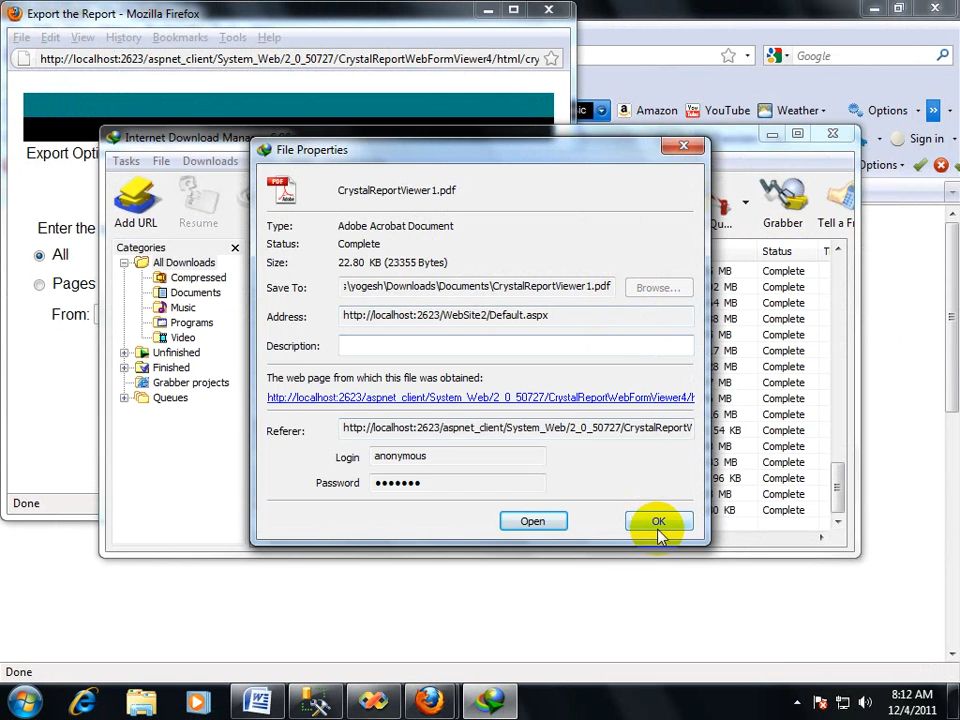 Export the Report - Mozilla Firefox
File Edit View History Bookmarks Tools Help
http://localhost:2623/aspnet_client/System_Web/2_0_50727/CrystalReportWebFormViewer4/html/cry
Google
Amazon YouTube Weather Options »
Sign in
Options
Export Opti
Enter the
All
Pages
From:
Done
Internet Download Mana
Tasks File Downloads
Add URL
Resume
Qu...
Grabber
Tell a Fr
Categories
All Downloads
Compressed
Documents
Music
Programs
Video
Unfinished
Finished
Grabber projects
Queues
Status
MB Complete
MB Complete
MB Complete
MB Complete
MB Complete
MB Complete
MB Complete
MB Complete
MB Complete
MB Complete
KB Complete
MB Complete
MB Complete
96 KB Complete
MB Complete
KB Complete
File Properties
PDF
Adobe
CrystalReportViewer1.pdf
Type: Adobe Acrobat Document
Status: Complete
Size: 22.80 KB (23355 Bytes)
Save To: :\yogesh\Downloads\Documents\CrystalReportViewer1.pdf Browse...
Address: http://localhost:2623/WebSite2/Default.aspx
Description:
The web page from which this file was obtained:
http://localhost:2623/aspnet_client/System_Web/2_0_50727/CrystalReportWebFormViewer4/h
Referer: http://localhost:2623/aspnet_client/System_Web/2_0_50727/CrystalReportW
Login anonymous
Password •••••••
Open OK
Done
8:12 AM
12/4/2011